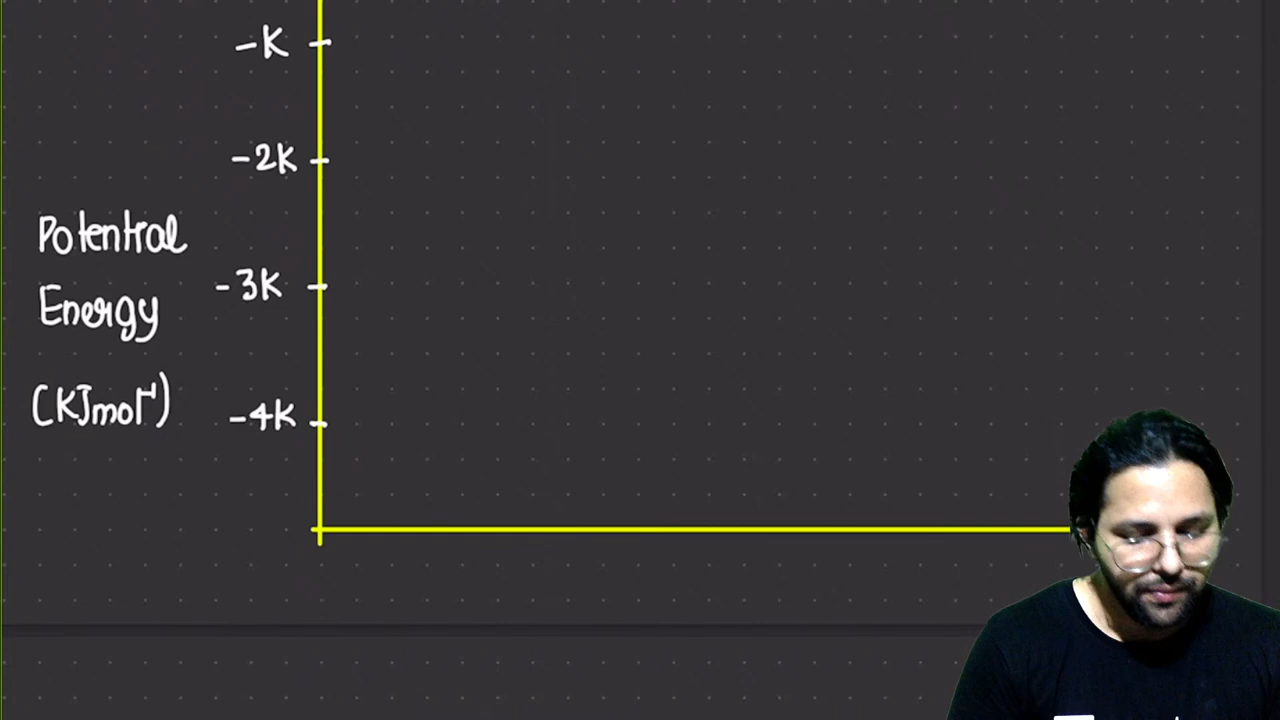 -K
-2K
Potential
Energy
(KJmol⁻¹)
-3K
-4K